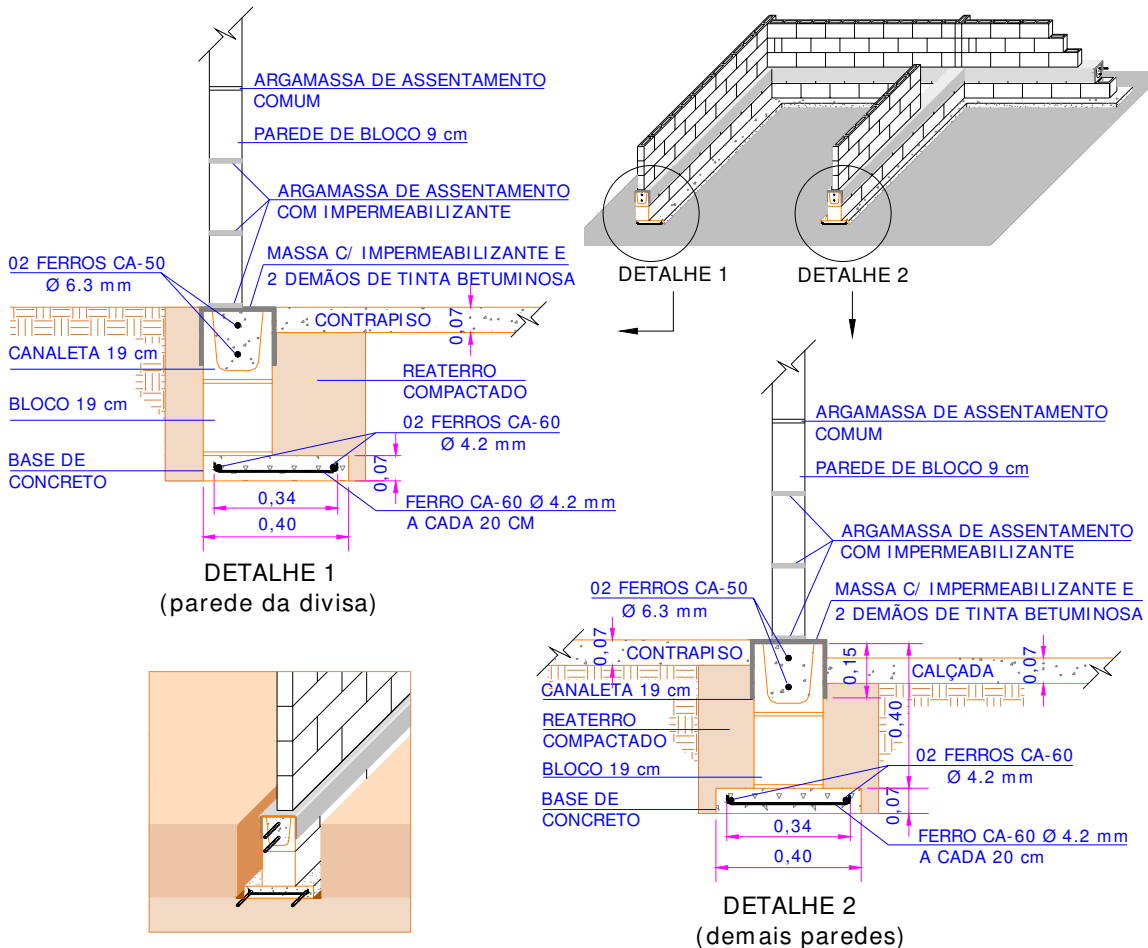 ARGAMASSA DE ASSENTAMENTO
COMUM
PAREDE DE BLOCO 9 cm
ARGAMASSA DE ASSENTAMENTO
COM IMPERMEABILIZANTE
02 FERROS CA-50
Ø 6.3 mm
MASSA C/ IMPERMEABILIZANTE E
2 DEMÃOS DE TINTA BETUMINOSA
CONTRAPISO
0,07
CANALETA 19 cm
REATERRO
COMPACTADO
BLOCO 19 cm
02 FERROS CA-60
Ø 4.2 mm
BASE DE
CONCRETO
0,07
0,34
FERRO CA-60 Ø 4.2 mm
A CADA 20 CM
0,40
DETALHE 1
(parede da divisa)
DETALHE 1
DETALHE 2
ARGAMASSA DE ASSENTAMENTO
COMUM
PAREDE DE BLOCO 9 cm
ARGAMASSA DE ASSENTAMENTO
COM IMPERMEABILIZANTE
02 FERROS CA-50
Ø 6.3 mm
MASSA C/ IMPERMEABILIZANTE E
2 DEMÃOS DE TINTA BETUMINOSA
0,07
CONTRAPISO
0,15
CALÇADA
0,07
CANALETA 19 cm
0,40
REATERRO
COMPACTADO
02 FERROS CA-60
Ø 4.2 mm
BLOCO 19 cm
BASE DE
CONCRETO
0,07
0,34
FERRO CA-60 Ø 4.2 mm
A CADA 20 cm
0,40
DETALHE 2
(demais paredes)